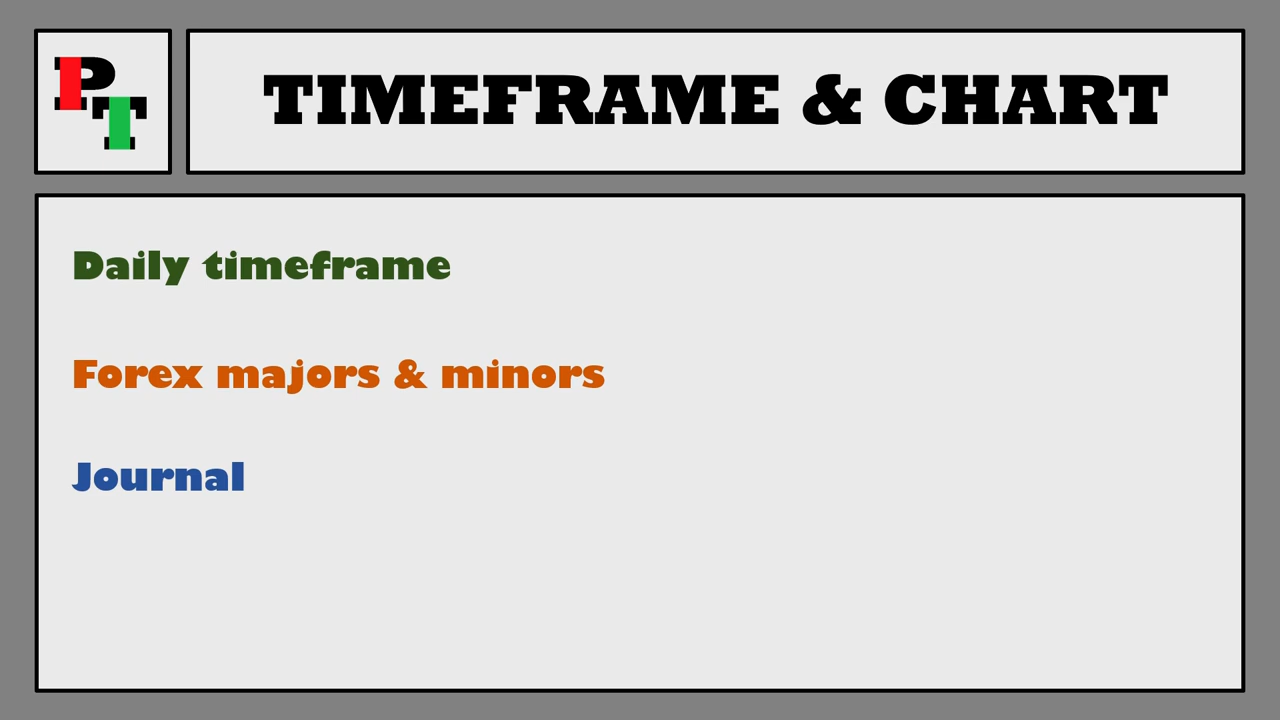 PT
TIMEFRAME & CHART
Daily timeframe
Forex majors & minors
Journal